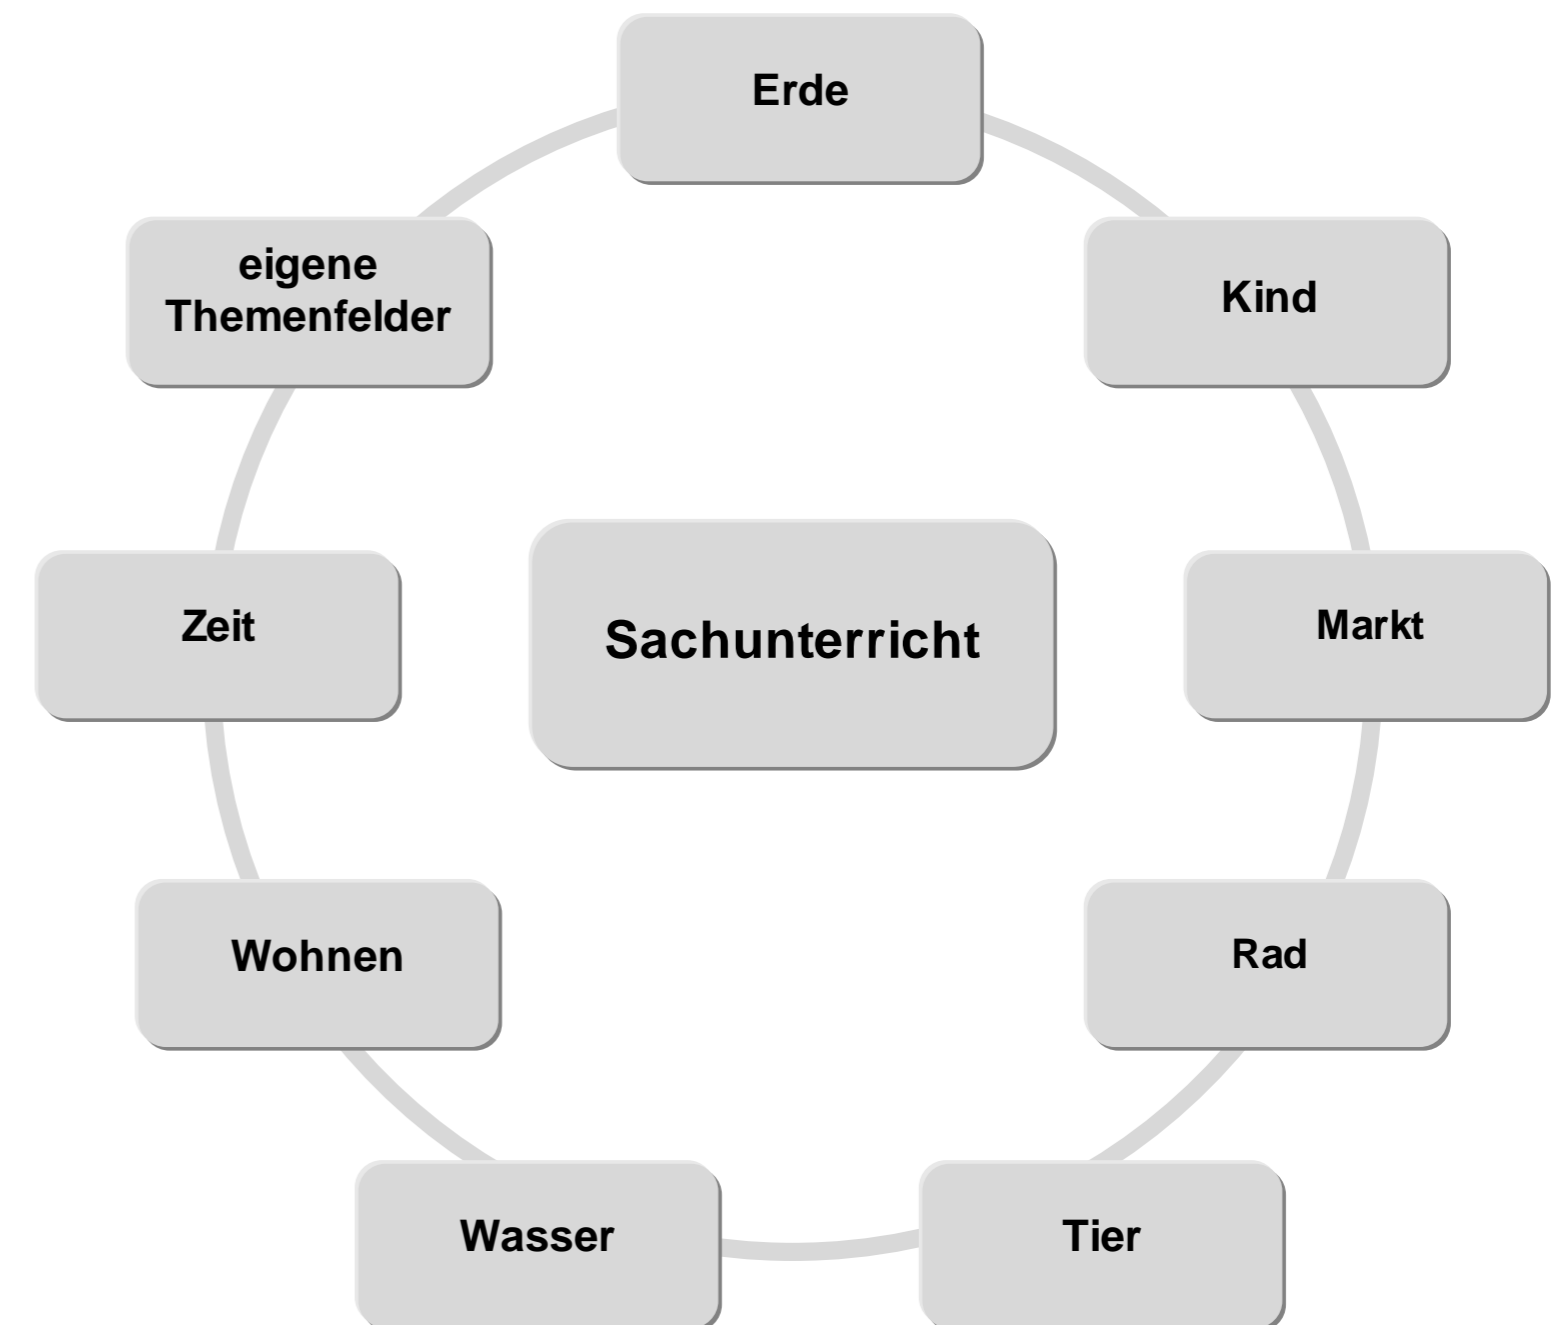 Erde
eigene
Themenfelder
Kind
Zeit
Sachunterricht
Markt
Wohnen
Rad
Wasser
Tier